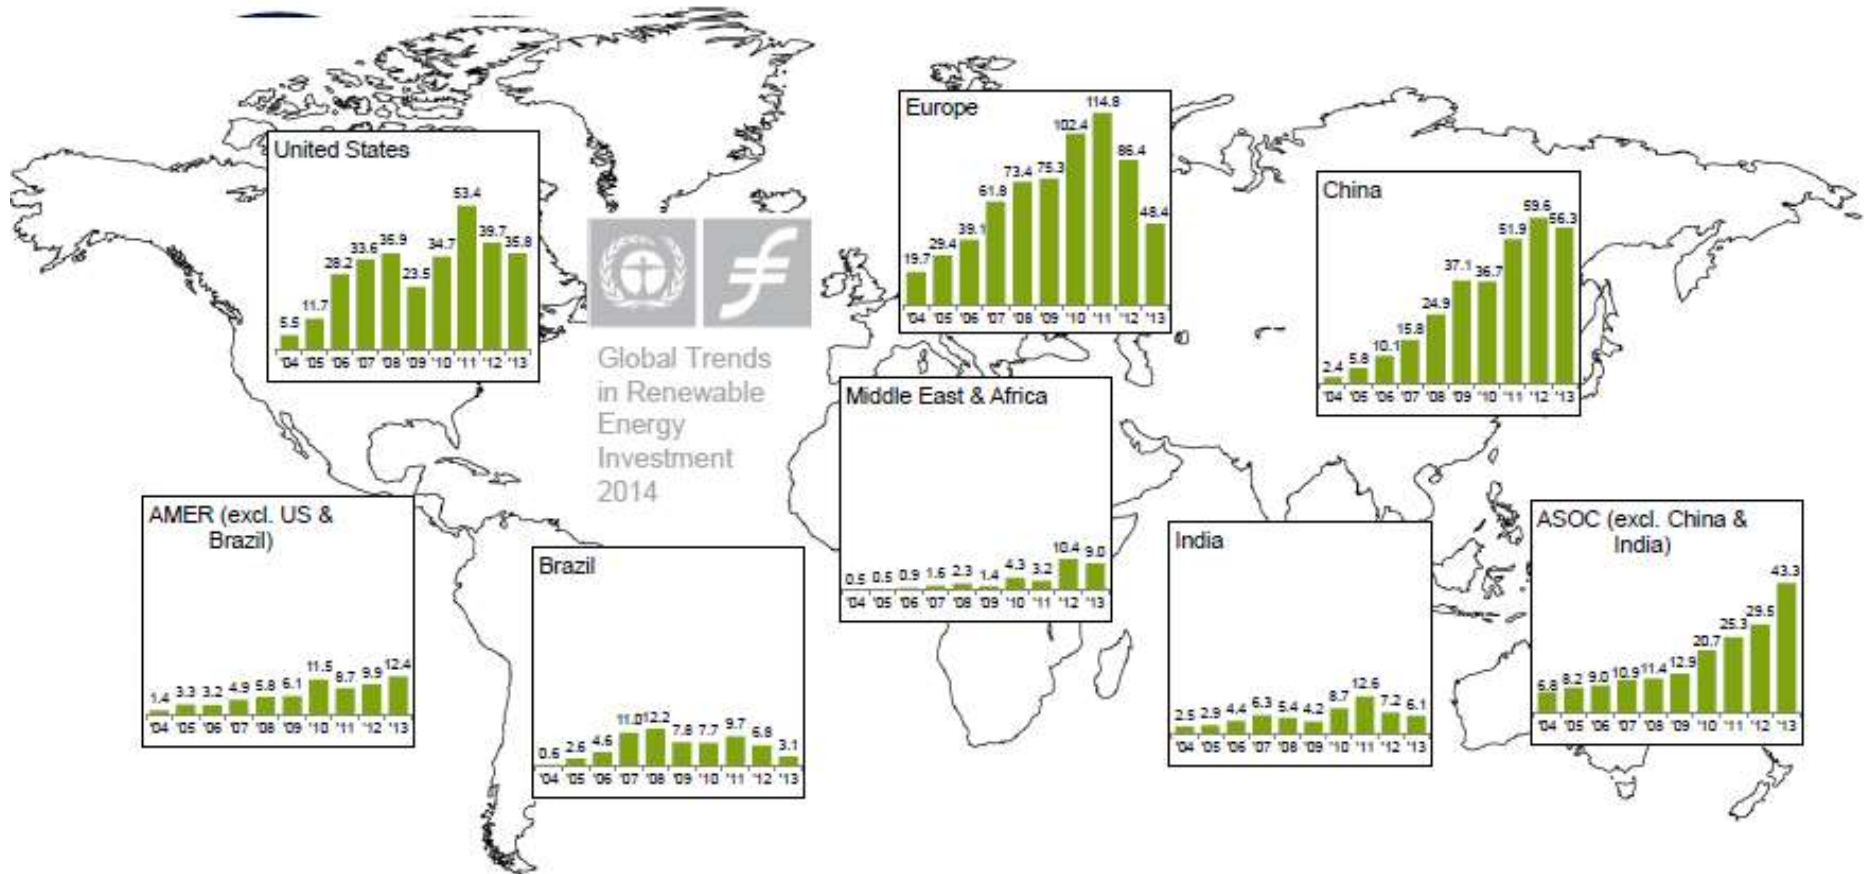 United States
53.4
39.7
36.9
35.8
34.7
33.6
28.2
23.5
11.7
5.5
'04 '05 '06 '07 '08 '09 '10 '11 '12 '13
Europe
114.8
102.4
86.4
75.3
73.4
61.8
48.4
39.1
29.4
19.7
'04 '05 '06 '07 '08 '09 '10 '11 '12 '13
China
59.6
56.3
51.9
37.1 36.7
24.9
15.8
10.1
5.8
2.4
'04 '05 '06 '07 '08 '09 '10 '11 '12 '13
Global Trends
in Renewable
Energy
Investment
2014
Middle East & Africa
0.5 0.5 0.9 1.6 2.3 1.4 4.3 3.2 10.4 9.0
'04 '05 '06 '07 '08 '09 '10 '11 '12 '13
AMER (excl. US &
Brazil)
1.4 3.3 3.2 4.9 5.8 6.1 11.5 8.7 9.9 12.4
'04 '05 '06 '07 '08 '09 '10 '11 '12 '13
Brazil
0.6 2.6 4.6 11.0 12.2 7.8 7.7 9.7 6.8 3.1
'04 '05 '06 '07 '08 '09 '10 '11 '12 '13
India
2.5 2.9 4.4 6.3 5.4 4.2 8.7 12.6 7.2 6.1
'04 '05 '06 '07 '08 '09 '10 '11 '12 '13
ASOC (excl. China &
India)
6.8 8.2 9.0 10.9 11.4 12.9 20.7 25.3 29.5 43.3
'04 '05 '06 '07 '08 '09 '10 '11 '12 '13